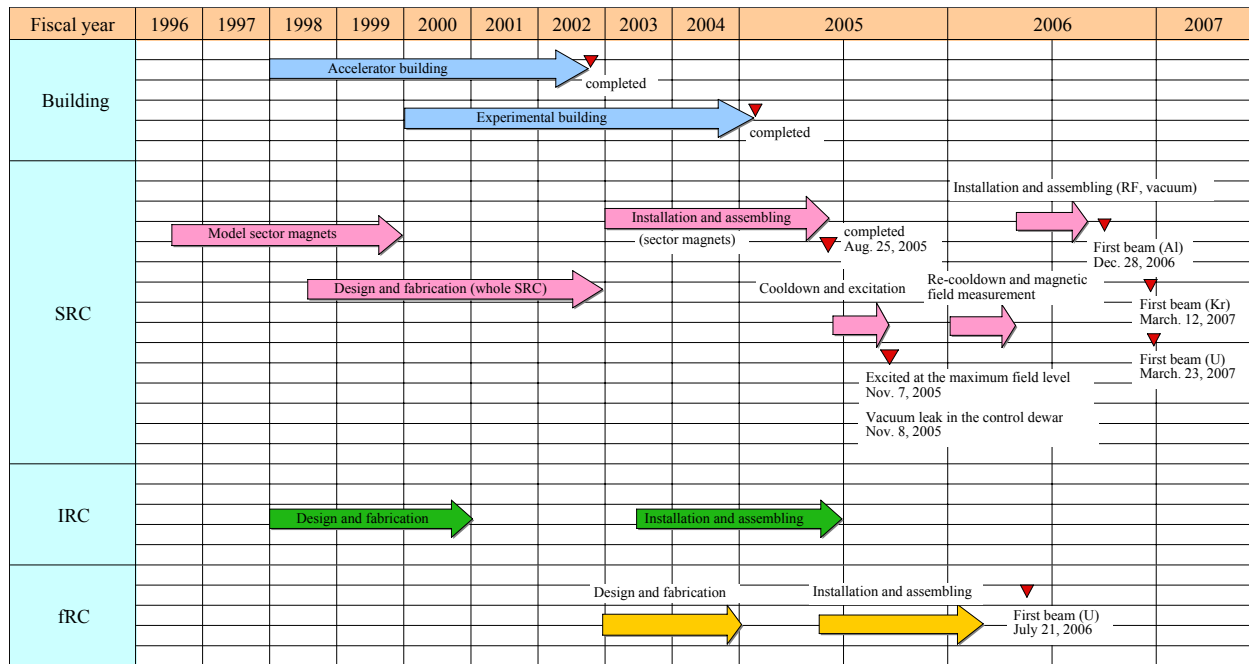 Fiscal year 1996 1997 1998 1999 2000 2001 2002 2003 2004 2005 2006 2007
Building
Accelerator building
completed
Experimental building
completed
SRC
Installation and assembling (RF, vacuum)
Installation and assembling
(sector magnets)
Model sector magnets
completed
Aug. 25, 2005
First beam (Al)
Dec. 28, 2006
Design and fabrication (whole SRC)
Cooldown and excitation
Re-cooldown and magnetic
field measurement
First beam (Kr)
March. 12, 2007
First beam (U)
March. 23, 2007
Excited at the maximum field level
Nov. 7, 2005
Vacuum leak in the control dewar
Nov. 8, 2005
IRC
Design and fabrication
Installation and assembling
fRC
Design and fabrication
Installation and assembling
First beam (U)
July 21, 2006